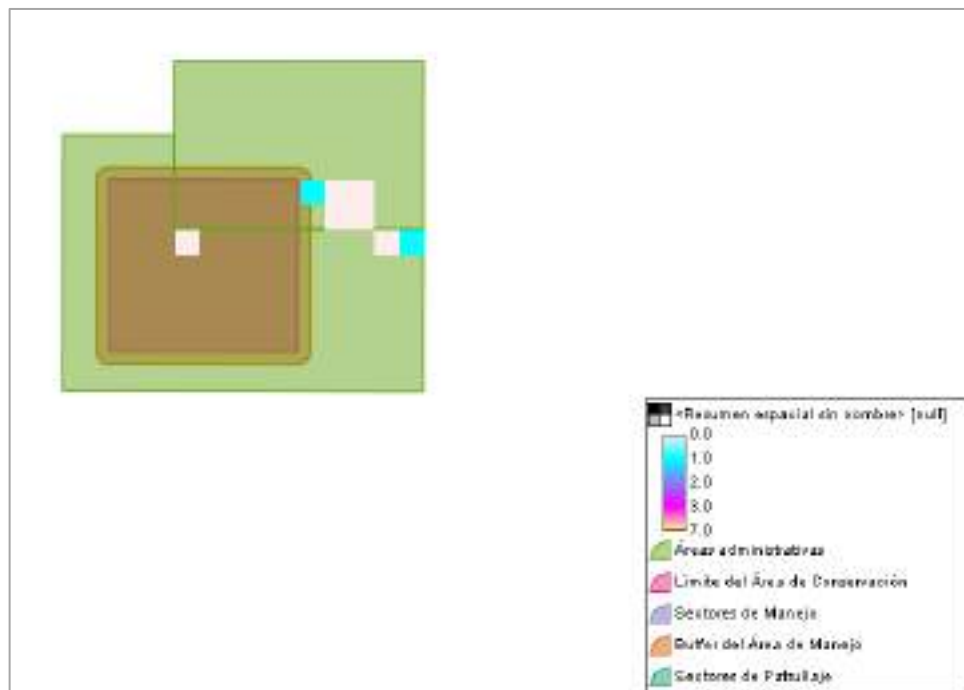 <Resumen espacial sin nombre> [null]
0.0
1.0
2.0
3.0
7.0
Áreas administrativas
Límite del Área de Conservación
Sectores de Manejo
Buffer del Área de Manejo
Sectores de Patrullaje